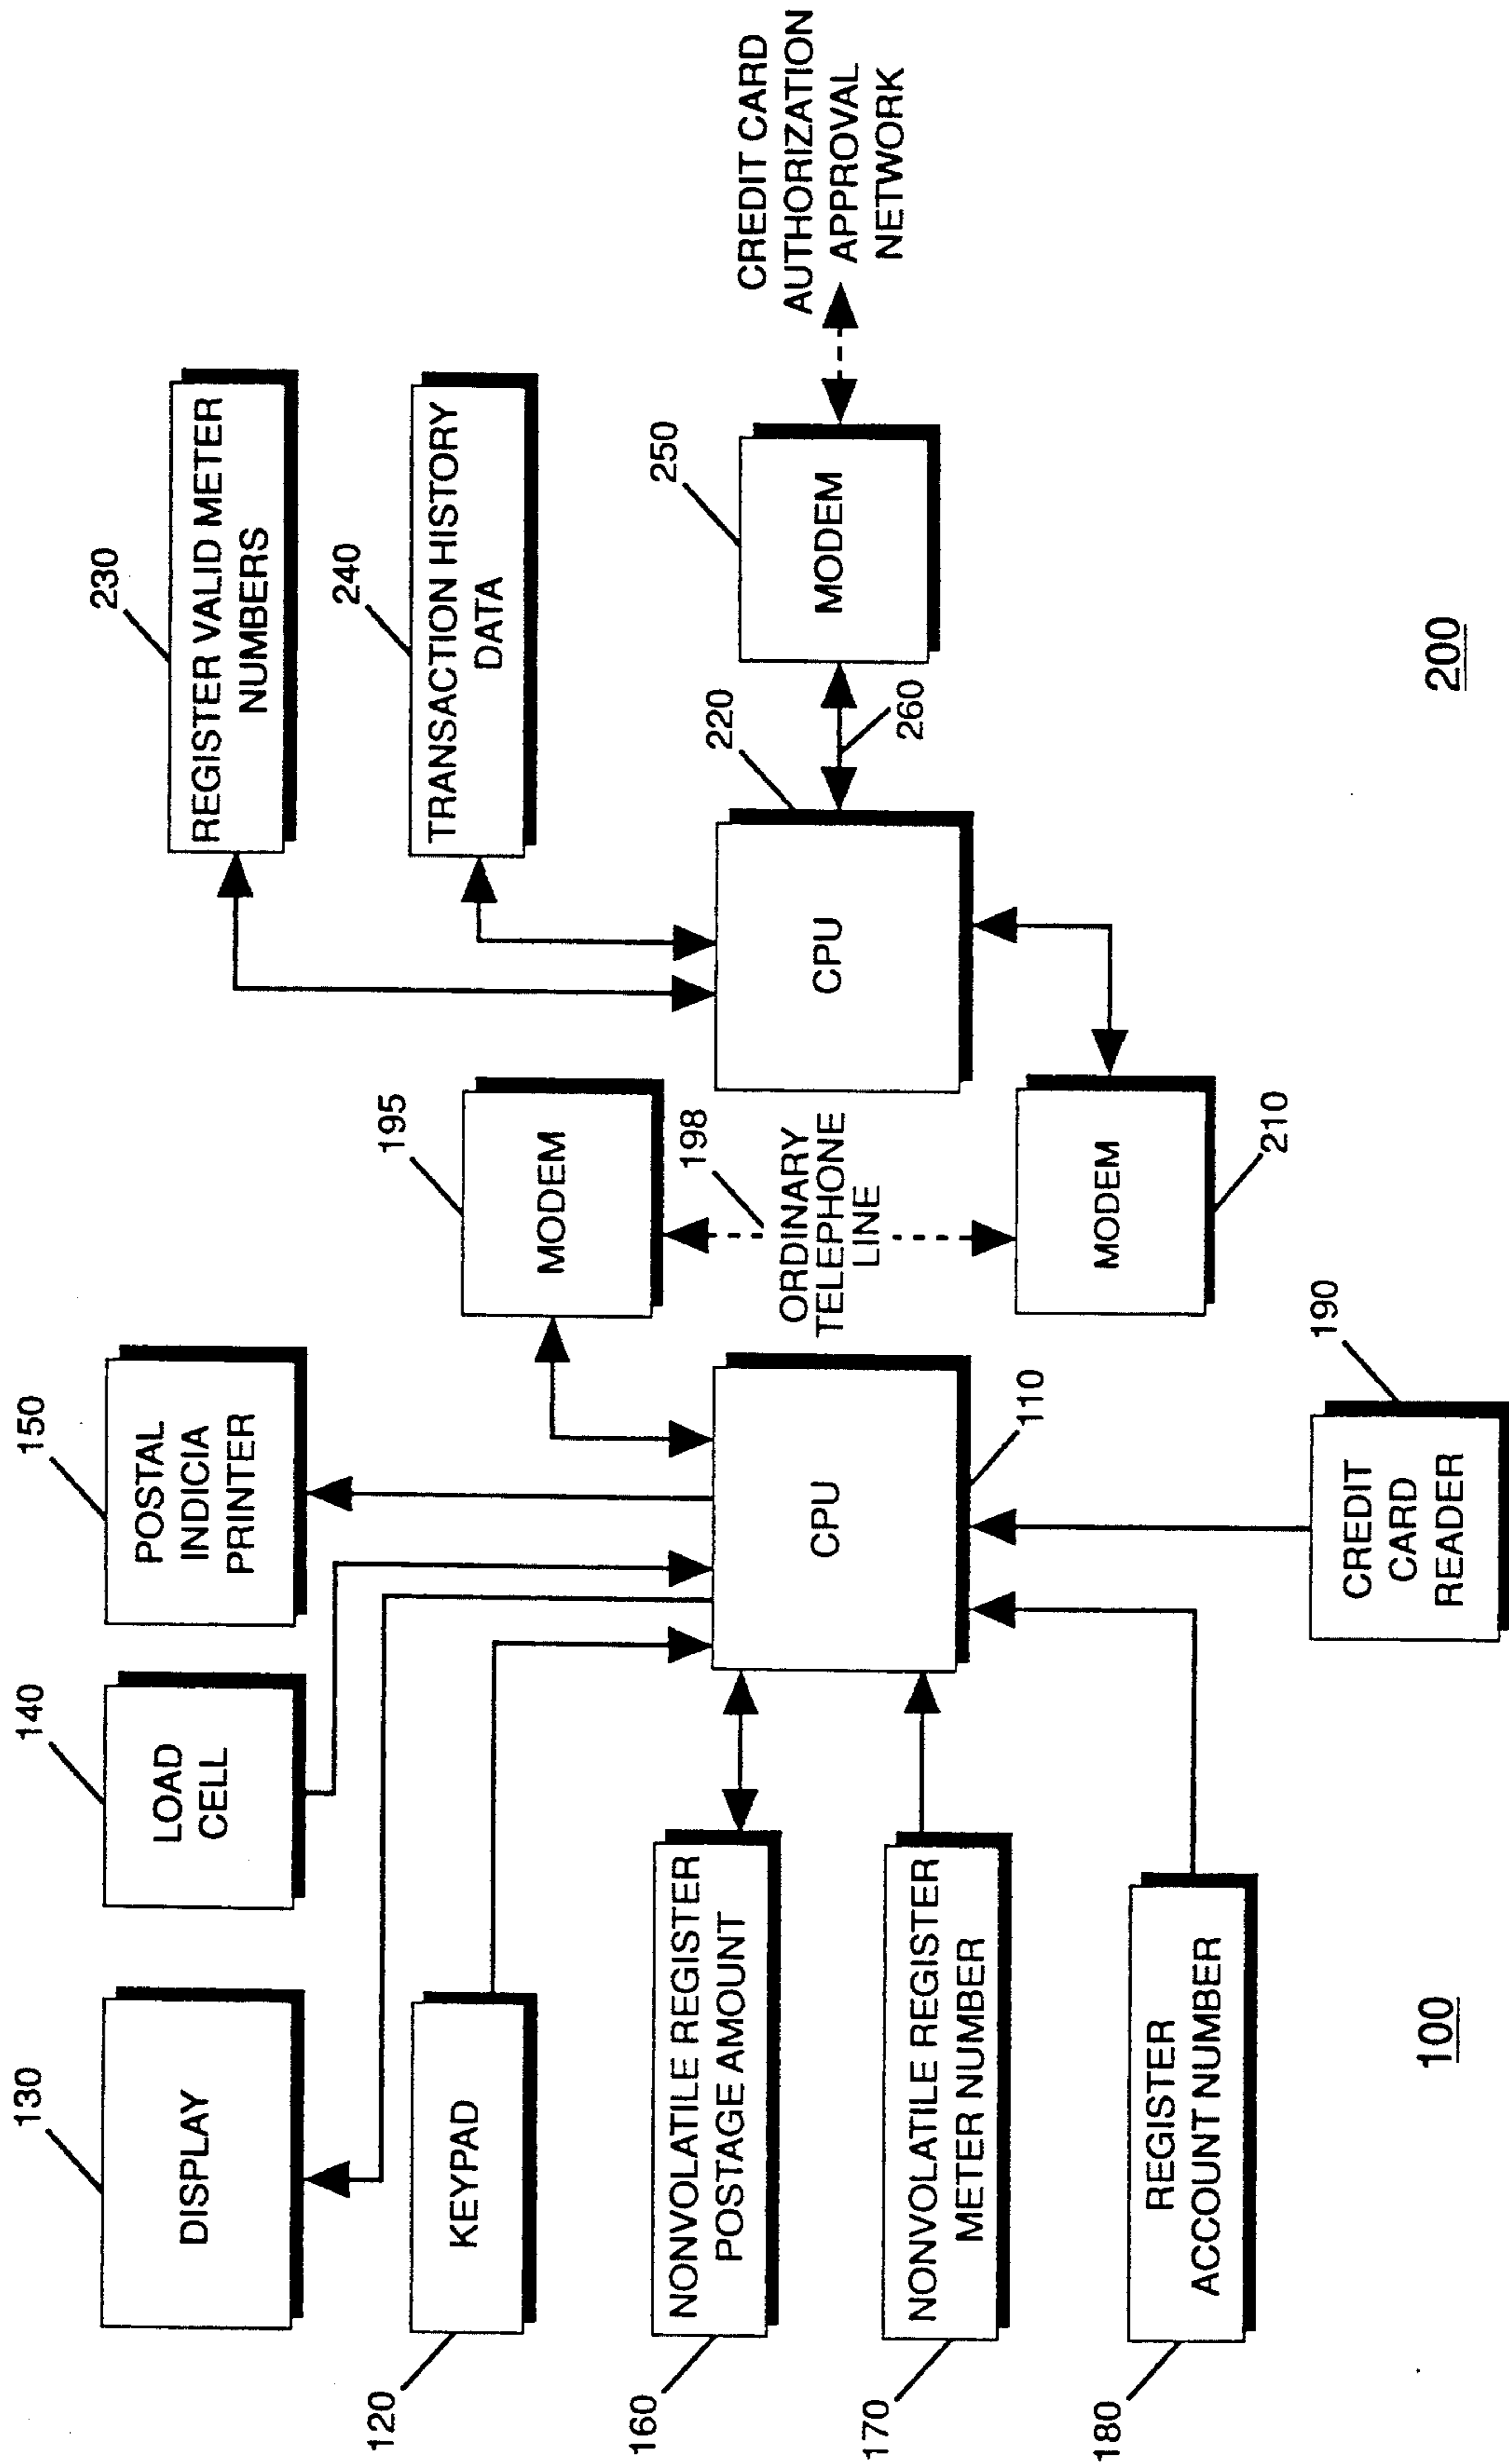 130
DISPLAY
140
LOAD
CELL
150
POSTAL
INDICIA
PRINTER
120
KEYPAD
160
NONVOLATILE REGISTER
POSTAGE AMOUNT
170
NONVOLATILE REGISTER
METER NUMBER
180
REGISTER
ACCOUNT NUMBER
CPU
110
190
CREDIT
CARD
READER
195
MODEM
198
ORDINARY
TELEPHONE
LINE
MODEM
210
230
REGISTER VALID METER
NUMBERS
240
TRANSACTION HISTORY
DATA
220
CPU
260
250
MODEM
CREDIT CARD
AUTHORIZATION
APPROVAL
NETWORK
100
200